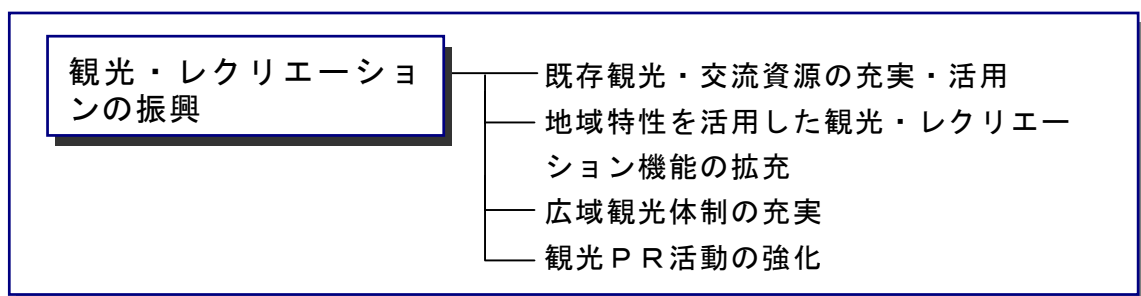 観光・レクリエーショ
ンの振興
既存観光・交流資源の充実・活用
地域特性を活用した観光・レクリエー
ション機能の拡充
広域観光体制の充実
観光ＰＲ活動の強化